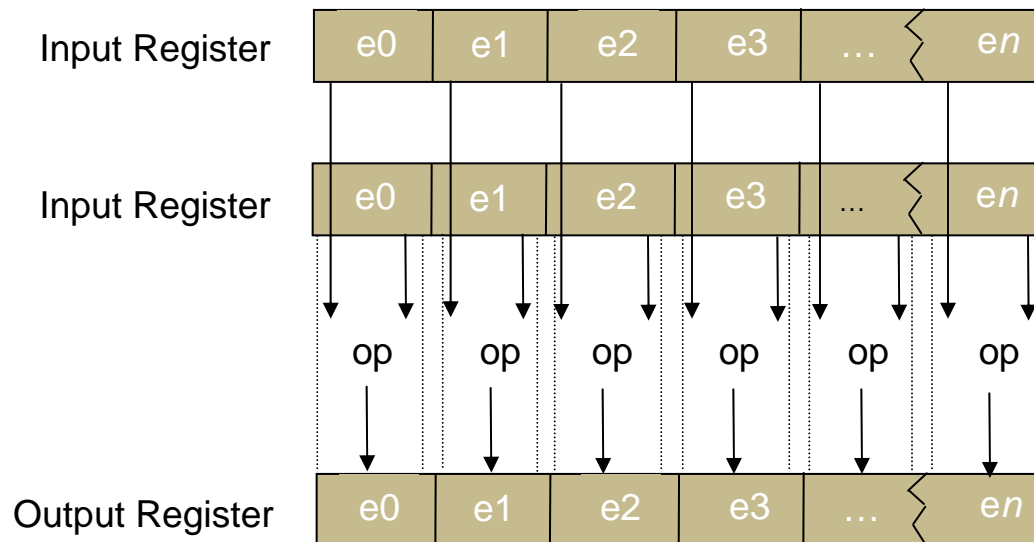 Input Register e0 e1 e2 e3 ... en
Input Register e0 e1 e2 e3 ... en
op op op op op op
Output Register e0 e1 e2 e3 ... en